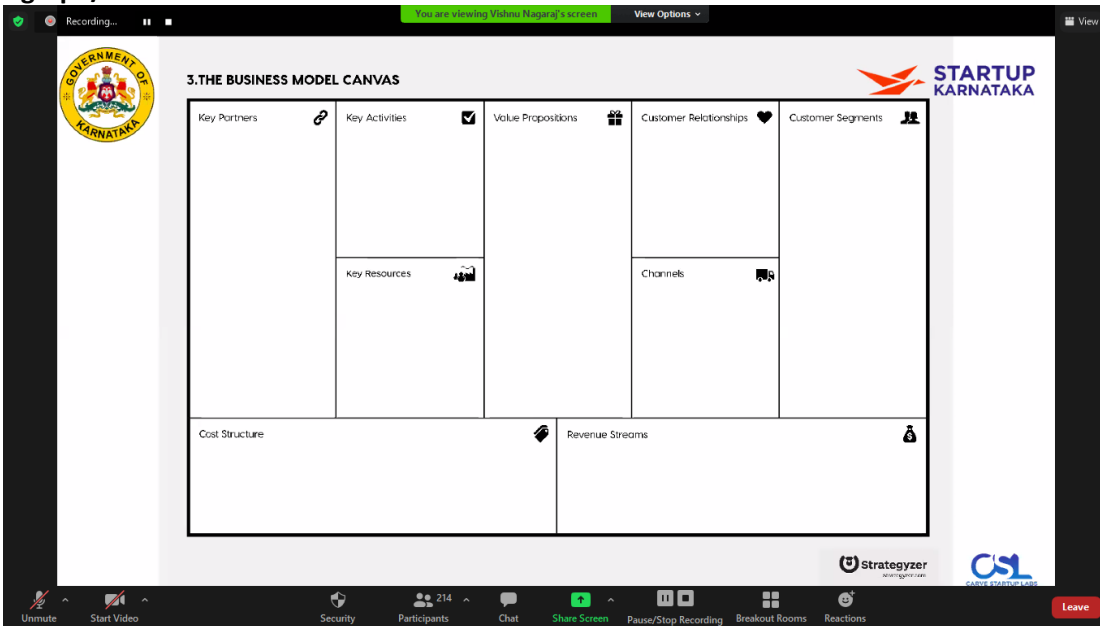 Recording...
You are viewing Vishnu Nagaraj's screen
View Options
View
GOVERNMENT OF
KARNATAKA
3.THE BUSINESS MODEL CANVAS
STARTUP
KARNATAKA
Key Partners
Key Activities
Value Propositions
Customer Relationships
Customer Segments
Key Resources
Channels
Cost Structure
Revenue Streams
Strategyzer
strategyzer.com
CSL
CARVE STARTUP LABS
Unmute
Start Video
Security
214
Participants
Chat
Share Screen
Pause/Stop Recording
Breakout Rooms
Reactions
Leave